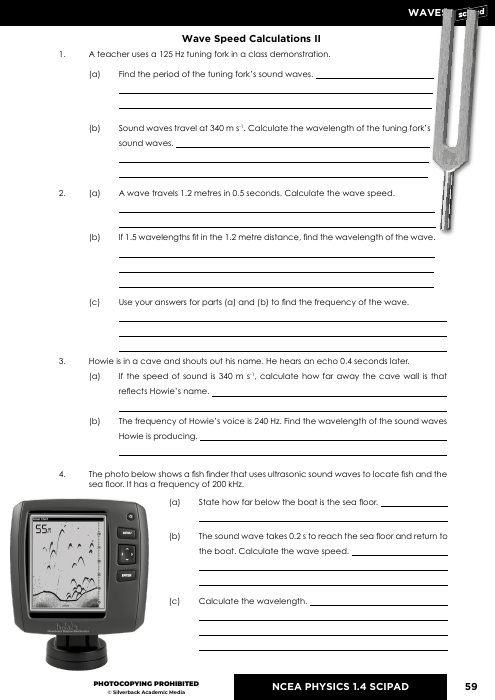 WAVES
sciPAD
Wave Speed Calculations II
1. A teacher uses a 125 Hz tuning fork in a class demonstration.
(a) Find the period of the tuning fork's sound waves.
(b) Sound waves travel at 340 m s⁻¹. Calculate the wavelength of the tuning fork's
sound waves.
2. (a) A wave travels 1.2 metres in 0.5 seconds. Calculate the wave speed.
(b) If 1.5 wavelengths fit in the 1.2 metre distance, find the wavelength of the wave.
(c) Use your answers for parts (a) and (b) to find the frequency of the wave.
3. Howie is in a cave and shouts out his name. He hears an echo 0.4 seconds later.
(a) If the speed of sound is 340 m s⁻¹, calculate how far away the cave wall is that
reflects Howie's name.
(b) The frequency of Howie's voice is 240 Hz. Find the wavelength of the sound waves
Howie is producing.
4. The photo below shows a fish finder that uses ultrasonic sound waves to locate fish and the
sea floor. It has a frequency of 200 kHz.
(a) State how far below the boat is the sea floor.
55m
(b) The sound wave takes 0.2 s to reach the sea floor and return to
the boat. Calculate the wave speed.
MENU
ENTER
(c) Calculate the wavelength.
PHOTOCOPYING PROHIBITED
© Silverback Academic Media
NCEA PHYSICS 1.4 SCIPAD
59